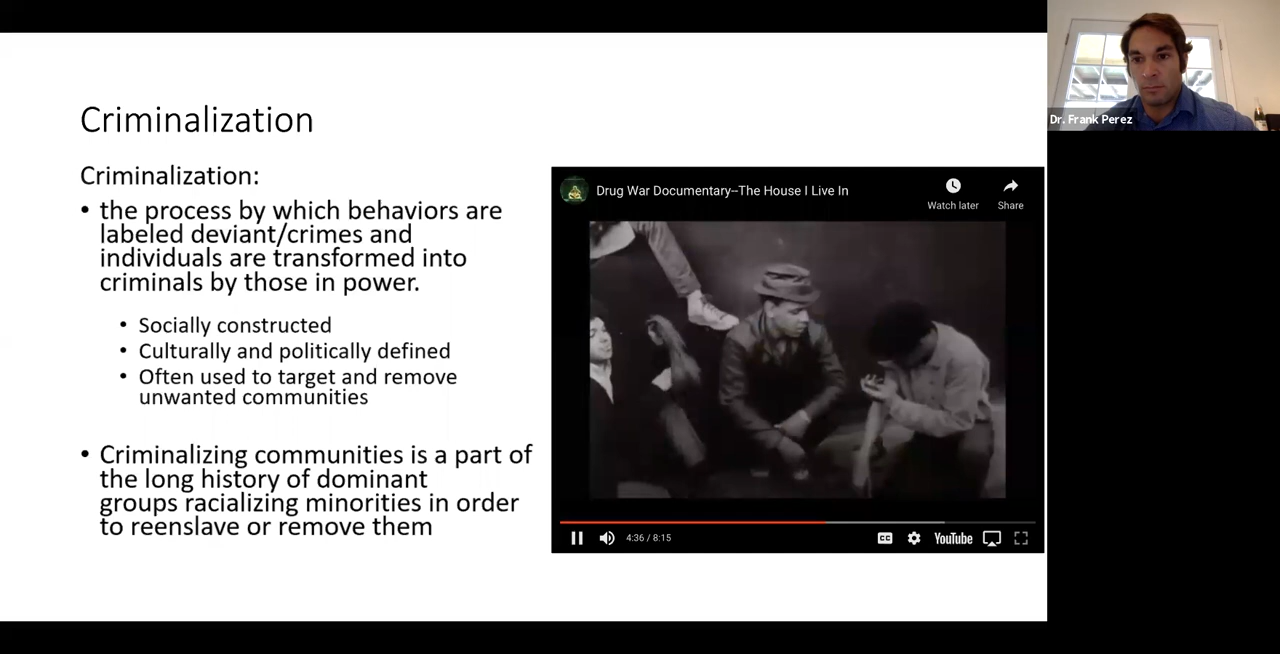 Criminalization
Criminalization:
• the process by which behaviors are
labeled deviant/crimes and
individuals are transformed into
criminals by those in power.
• Socially constructed
• Culturally and politically defined
• Often used to target and remove
unwanted communities
• Criminalizing communities is a part of
the long history of dominant
groups racializing minorities in order
to reenslave or remove them
Drug War Documentary--The House I Live In
Watch later
Share
4:36 / 8:15
CC
YouTube
Dr. Frank Perez